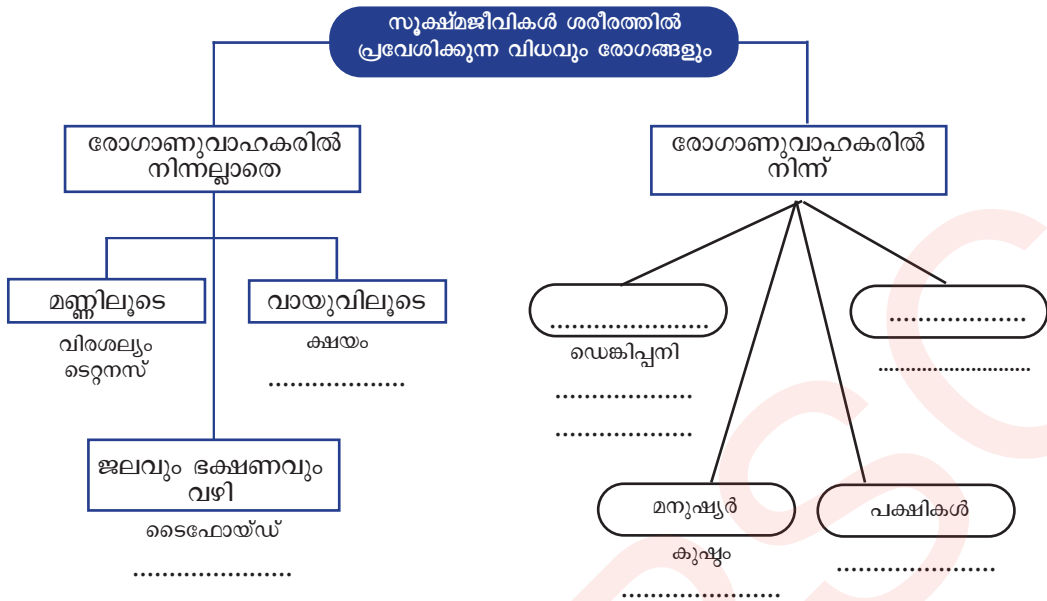 സൂക്ഷ്മജീവികൾ ശരീരത്തിൽ
പ്രവേശിക്കുന്ന വിധവും രോഗങ്ങളും
രോഗാണുവാഹകരിൽ
നിന്നല്ലാതെ
രോഗാണുവാഹകരിൽ
നിന്ന്
മണ്ണിലൂടെ
വിരശല്യം
ടെറ്റനസ്
വായുവിലൂടെ
ക്ഷയം
....................
ജലവും ഭക്ഷണവും
വഴി
ടൈഫോയ്ഡ്
.......................
.......................
ഡെങ്കിപ്പനി
....................
....................
....................
...........................
മനുഷ്യർ
കുഷ്ഠം
.......................
പക്ഷികൾ
...................
PSC